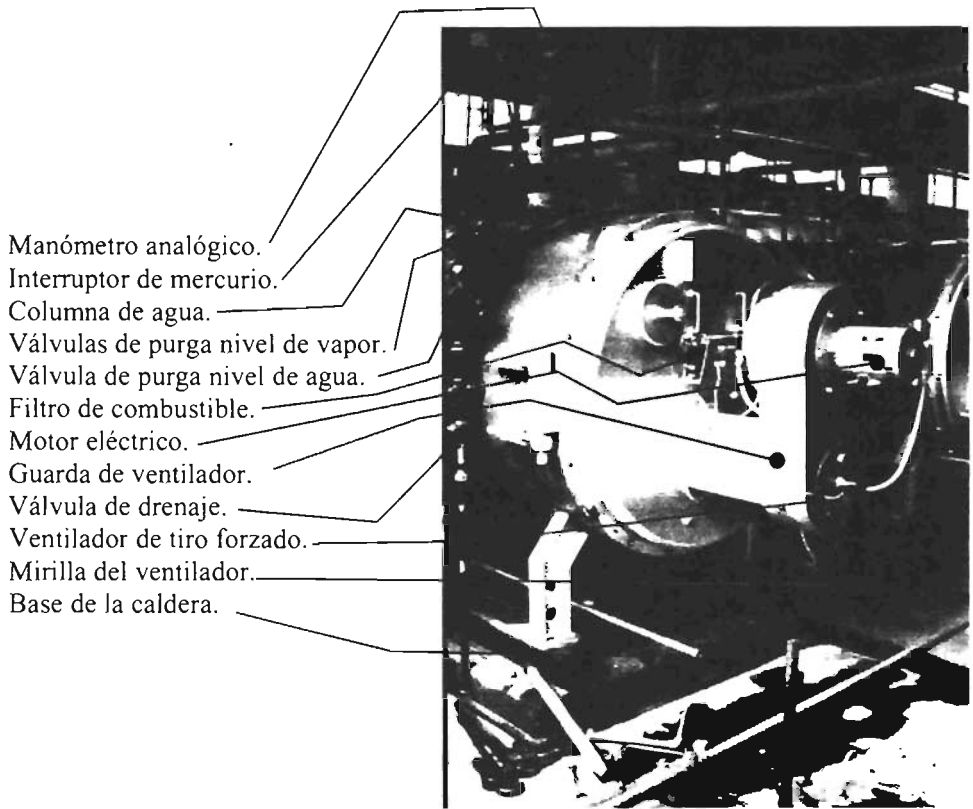 Manómetro analógico.
Interruptor de mercurio.
Columna de agua.
Válvulas de purga nivel de vapor.
Válvula de purga nivel de agua.
Filtro de combustible.
Motor eléctrico.
Guarda de ventilador.
Válvula de drenaje.
Ventilador de tiro forzado.
Mirilla del ventilador.
Base de la caldera.